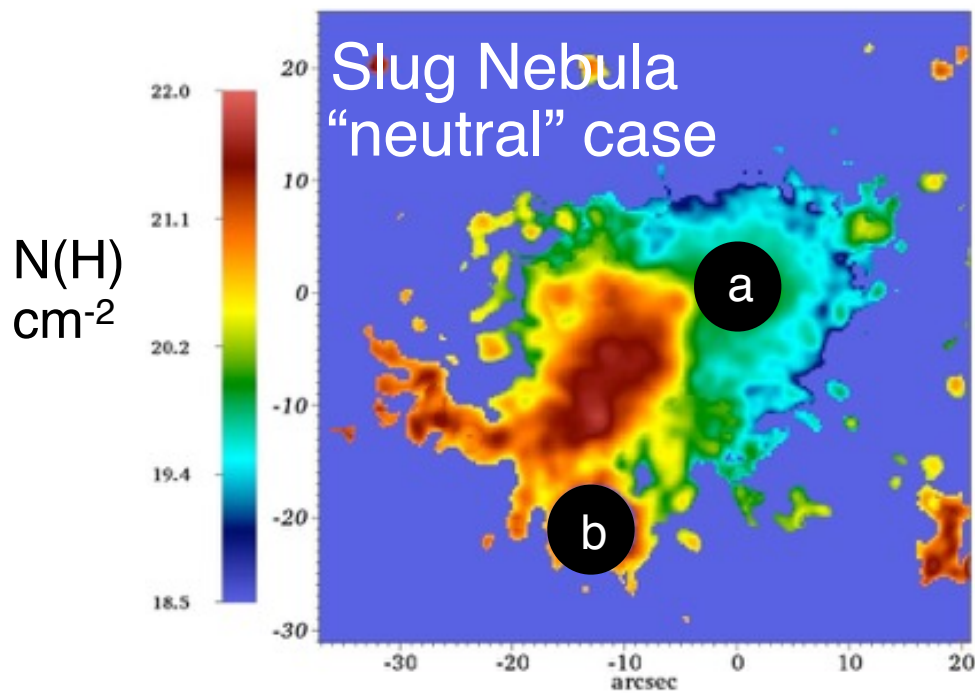 Slug Nebula
“neutral” case
N(H)
cm-2
22.0
21.1
20.2
19.4
18.5
20
10
0
-10
-20
-30
a
b
-30 -20 -10 0 10 20
arcsec